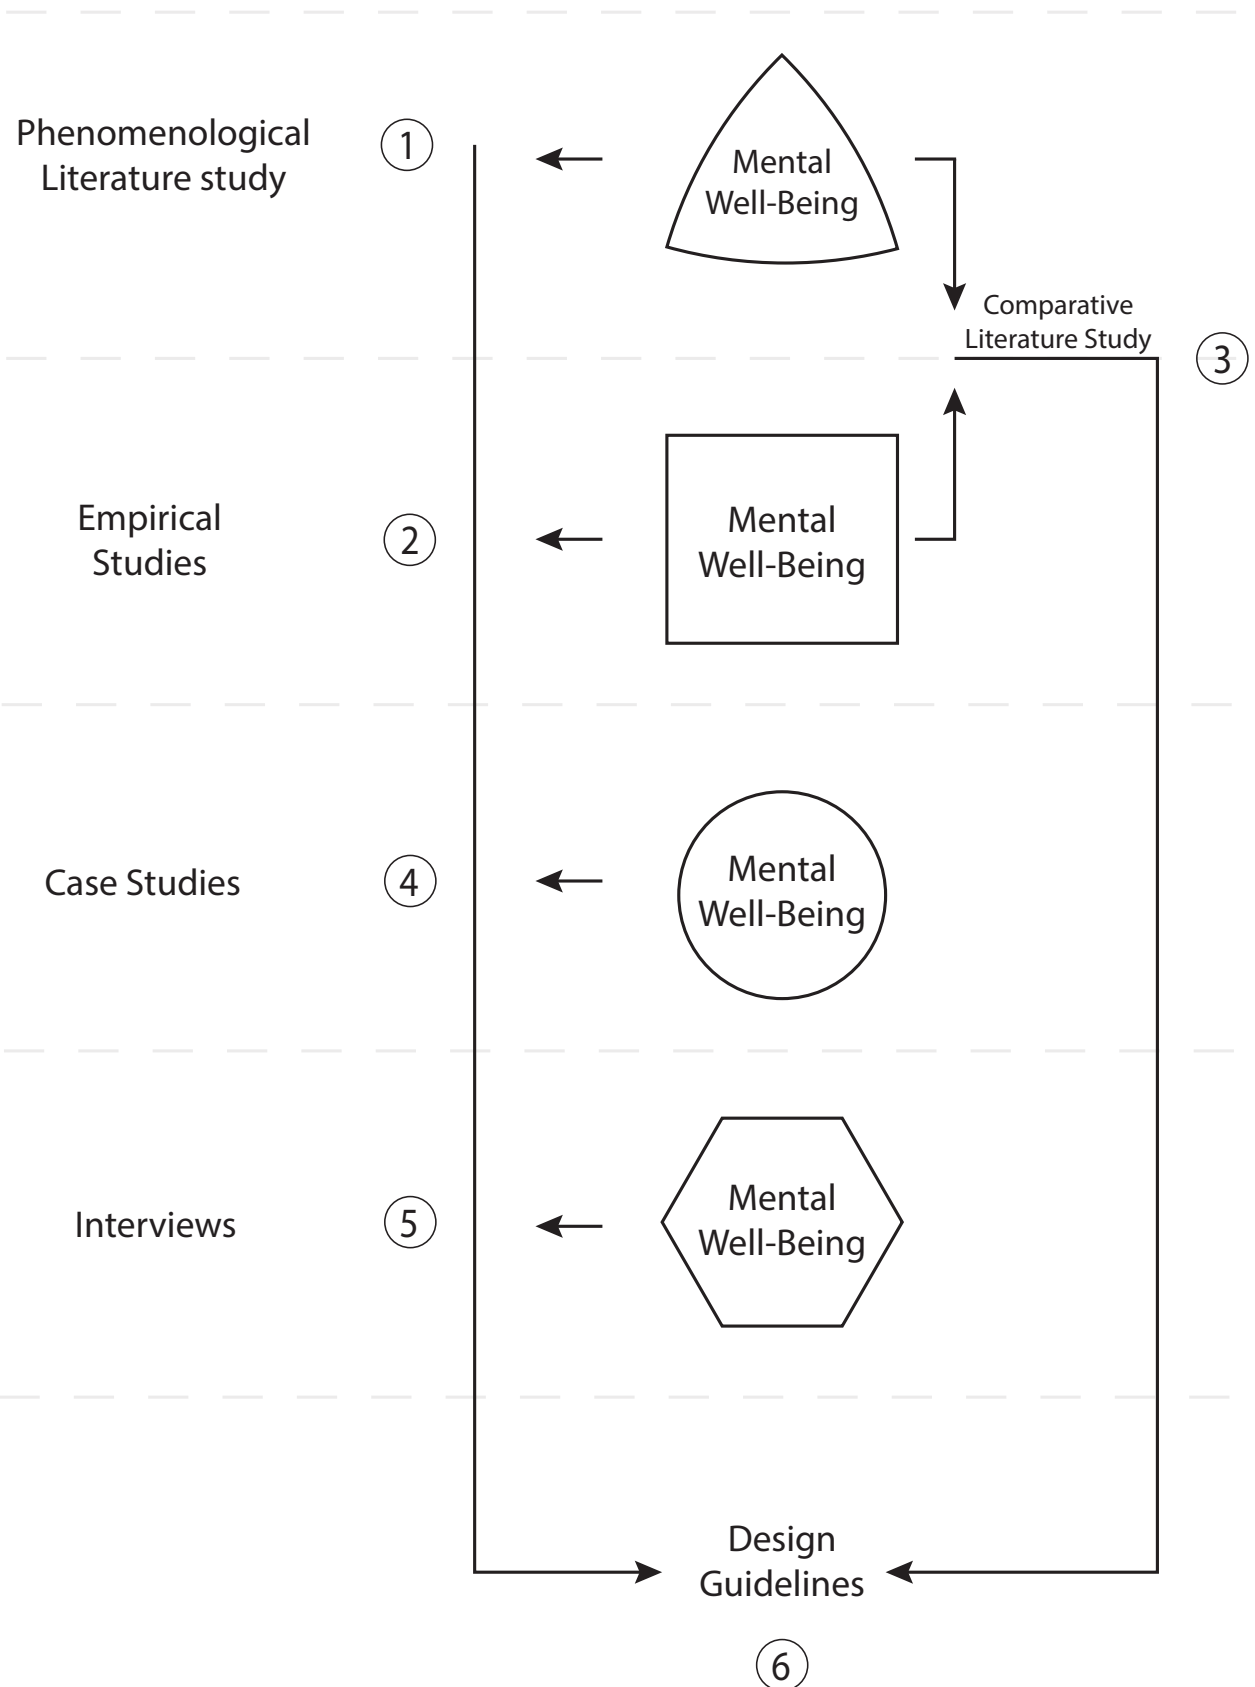 Phenomenological
Literature study
1
Mental
Well-Being
Comparative
Literature Study
3
Empirical
Studies
2
Mental
Well-Being
Case Studies
4
Mental
Well-Being
Interviews
5
Mental
Well-Being
Design
Guidelines
6